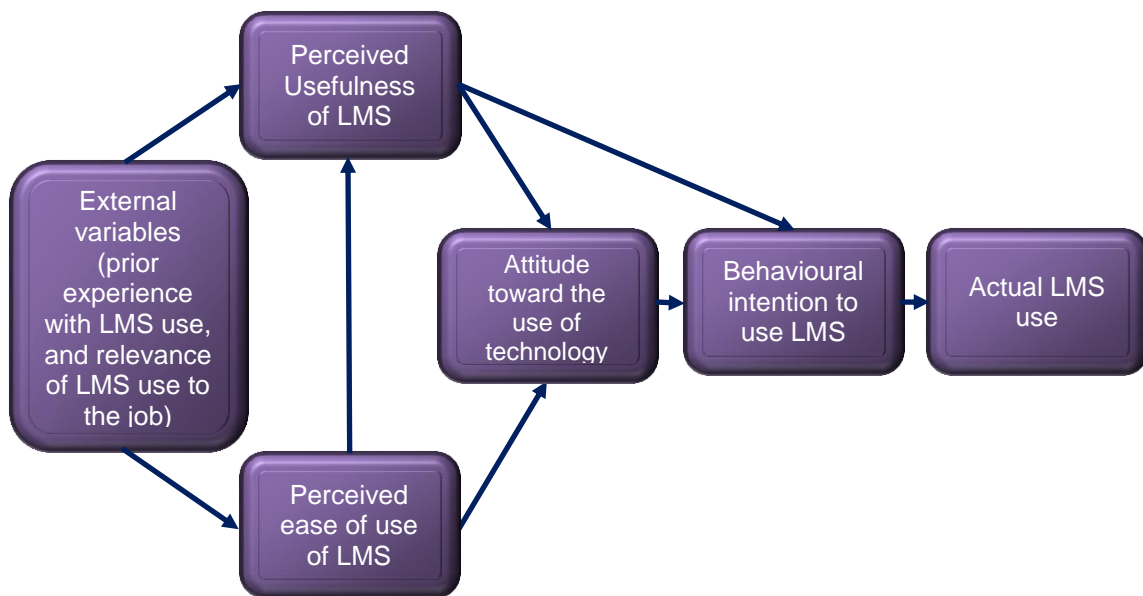 Perceived
Usefulness
of LMS
External
variables
(prior
experience
with LMS use,
and relevance
of LMS use to
the job)
Attitude
toward the
use of
technology
Behavioural
intention to
use LMS
Actual LMS
use
Perceived
ease of use
of LMS